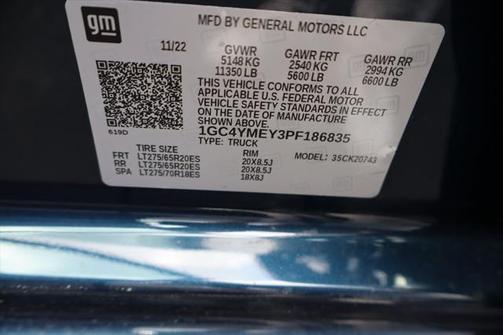 gm
MFD BY GENERAL MOTORS LLC
11/22 GVWR GAWR FRT GAWR RR
5148 KG 2540 KG 2994 KG
11350 LB 5600 LB 6600 LB
THIS VEHICLE CONFORMS TO ALL
APPLICABLE U.S. FEDERAL MOTOR
VEHICLE SAFETY STANDARDS IN EFFECT
ON THE DATE OF MANUFACTURE
SHOWN ABOVE.
1GC4YMEY3PF186835
619D TYPE: TRUCK MODEL: 35CK20743
TIRE SIZE RIM
FRT LT275/65R20ES 20X8.5J
RR LT275/65R20ES 20X8.5J
SPA LT275/70R18ES 18X8J